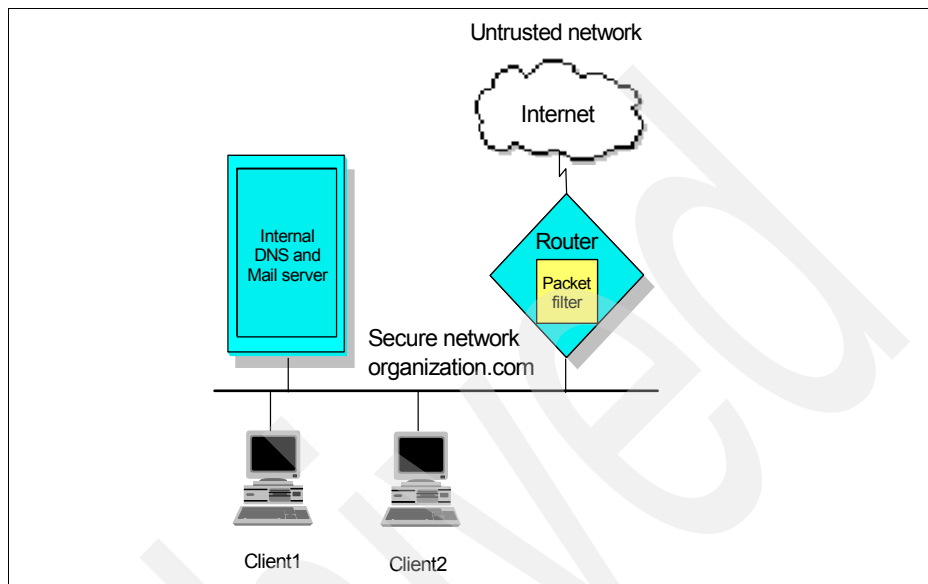 Untrusted network
Internet
Internal
DNS and
Mail server
Router
Packet
filter
Secure network
organization.com
Client1
Client2